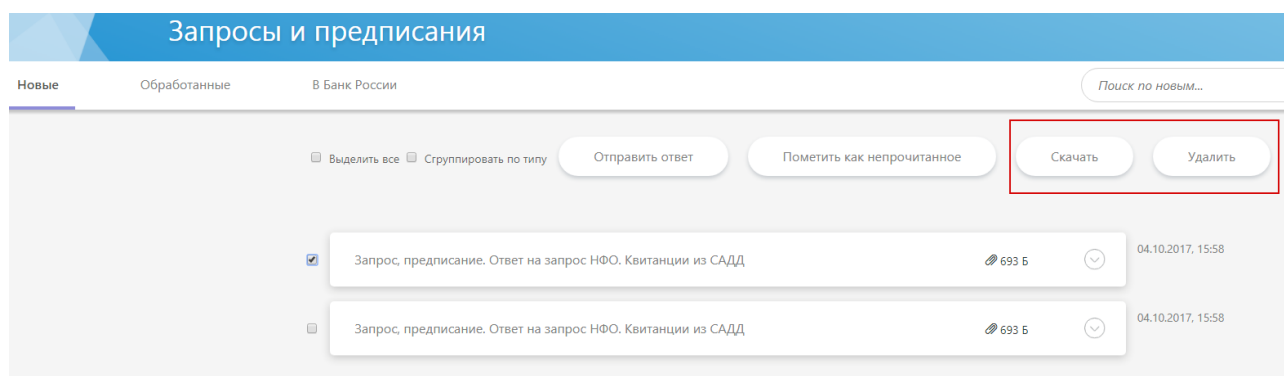 Запросы и предписания
Новые Обработанные В Банк России Поиск по новым...
Выделить все Сгруппировать по типу Отправить ответ Пометить как непрочитанное Скачать Удалить
Запрос, предписание. Ответ на запрос НФО. Квитанции из САДД 693 Б 04.10.2017, 15:58
Запрос, предписание. Ответ на запрос НФО. Квитанции из САДД 693 Б 04.10.2017, 15:58